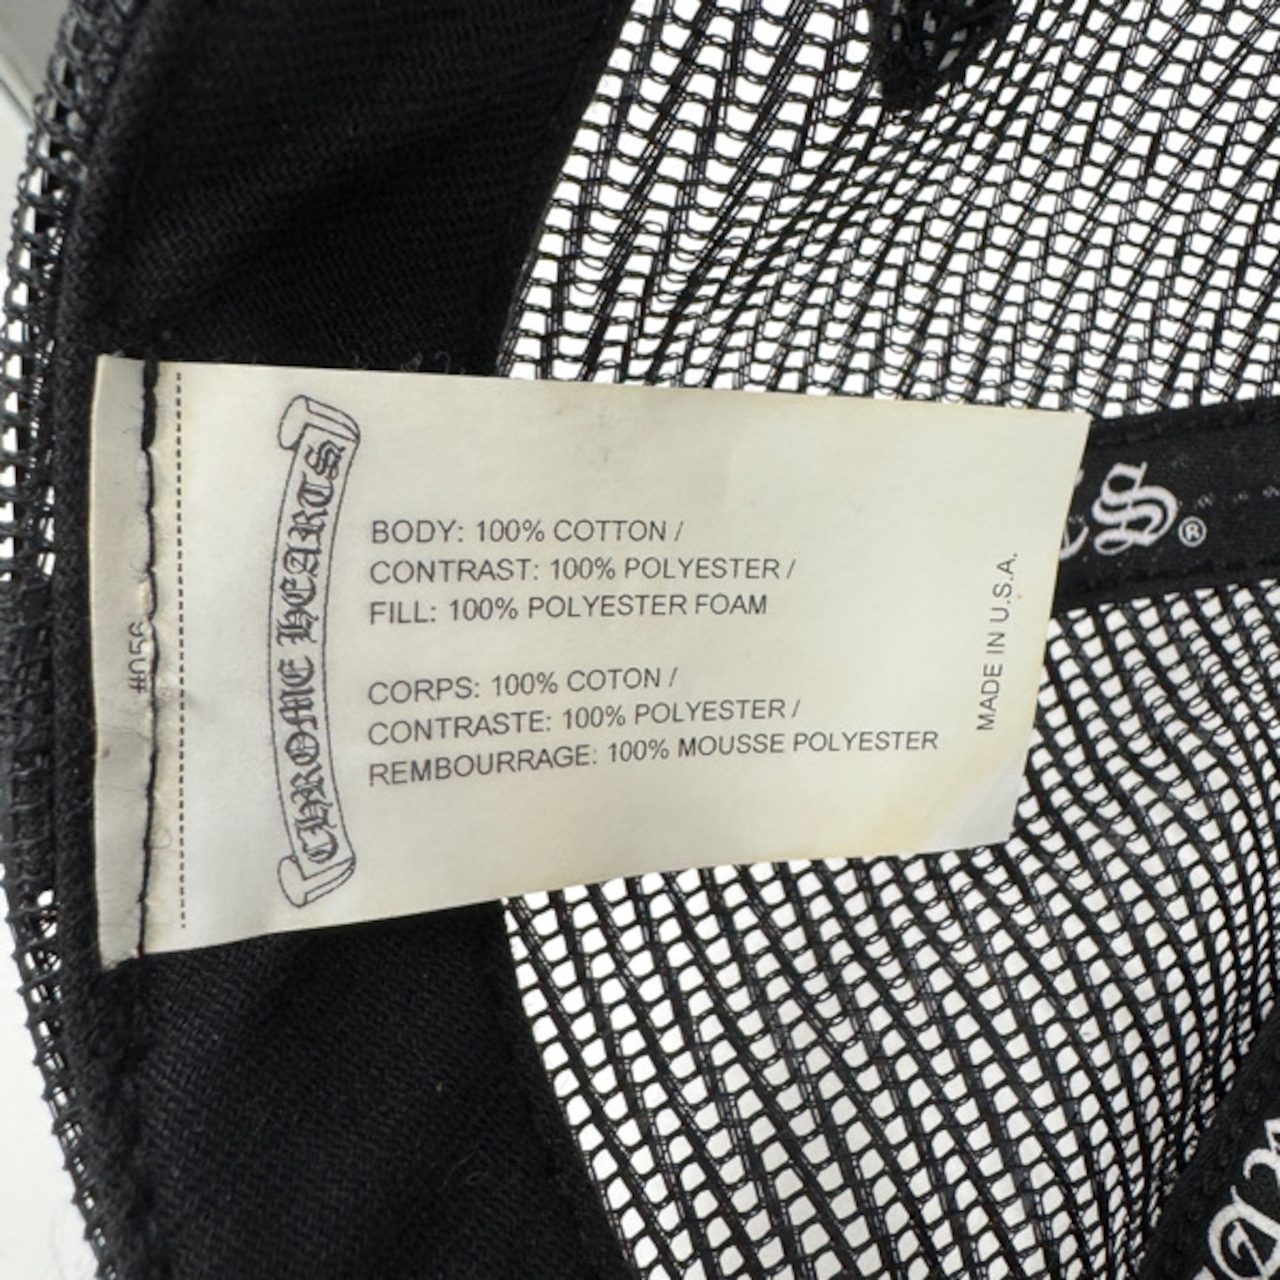 CHROME HEARTS
BODY: 100% COTTON /
CONTRAST: 100% POLYESTER /
FILL: 100% POLYESTER FOAM
CORPS: 100% COTON /
CONTRASTE: 100% POLYESTER /
REMBOURRAGE: 100% MOUSSE POLYESTER
MADE IN U.S.A.
#056